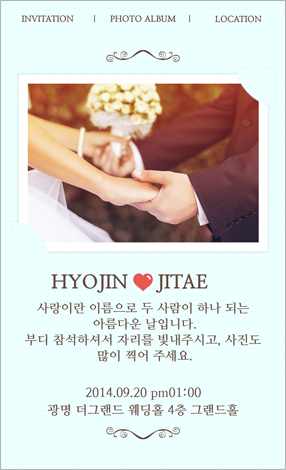 INVITATION | PHOTO ALBUM | LOCATION
HYOJIN ❤ JITAE
사랑이란 이름으로 두 사람이 하나 되는
아름다운 날입니다.
부디 참석하셔서 자리를 빛내주시고, 사진도
많이 찍어 주세요.
2014.09.20 pm01:00
광명 더그랜드 웨딩홀 4층 그랜드홀